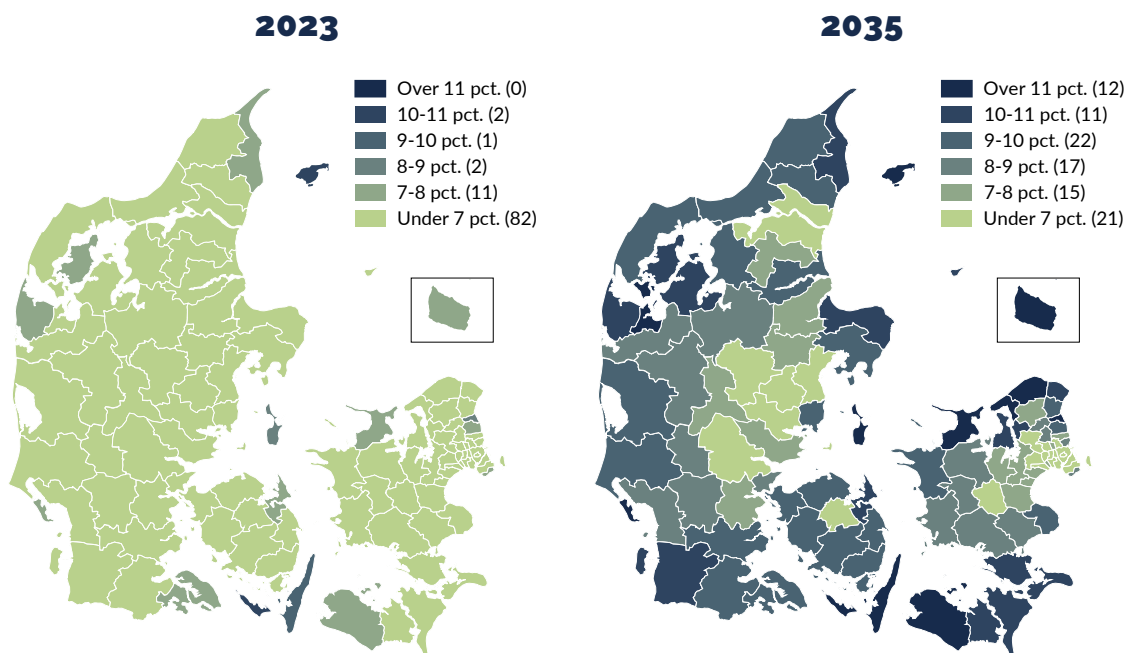 2023
Over 11 pct. (0)
10-11 pct. (2)
9-10 pct. (1)
8-9 pct. (2)
7-8 pct. (11)
Under 7 pct. (82)
2035
Over 11 pct. (12)
10-11 pct. (11)
9-10 pct. (22)
8-9 pct. (17)
7-8 pct. (15)
Under 7 pct. (21)